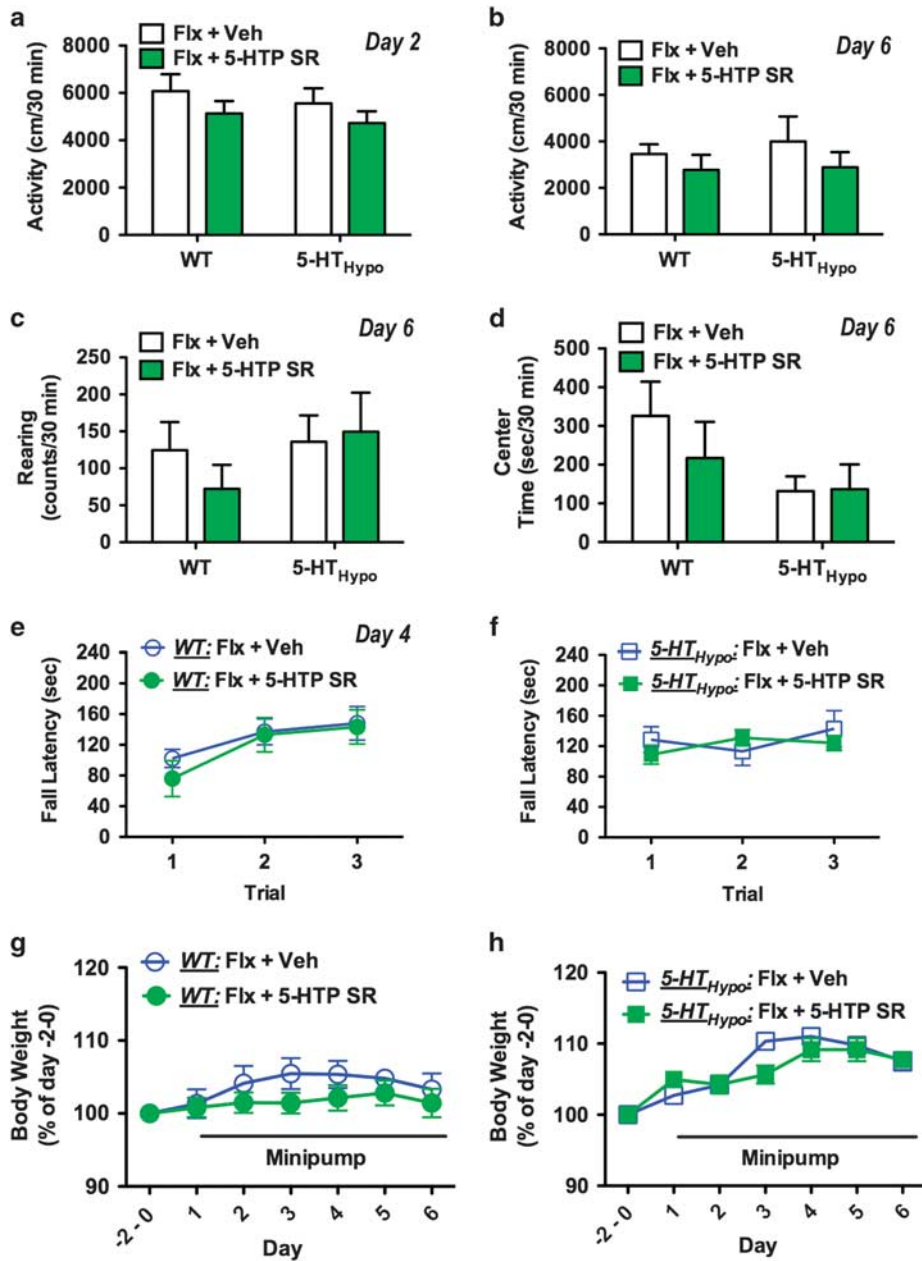 a
Flx + Veh
Day 2
Flx + 5-HTP SR
Activity (cm/30 min)
8000
6000
4000
2000
0
WT
5-HTHypo
b
Flx + Veh
Day 6
Flx + 5-HTP SR
Activity (cm/30 min)
8000
6000
4000
2000
0
WT
5-HTHypo
c
Flx + Veh
Day 6
Flx + 5-HTP SR
Rearing
(counts/30 min)
250
200
150
100
50
0
WT
5-HTHypo
d
Flx + Veh
Day 6
Flx + 5-HTP SR
Center
Time (sec/30 min)
500
400
300
200
100
0
WT
5-HTHypo
e
WT: Flx + Veh
Day 4
WT: Flx + 5-HTP SR
Fall Latency (sec)
240
200
160
120
80
40
0
1 2 3
Trial
f
5-HTHypo: Flx + Veh
5-HTHypo: Flx + 5-HTP SR
Fall Latency (sec)
240
200
160
120
80
40
0
1 2 3
Trial
g
WT: Flx + Veh
WT: Flx + 5-HTP SR
Body Weight
(% of day -2-0)
120
110
100
90
Minipump
-2 - 0 1 2 3 4 5 6
Day
h
5-HTHypo: Flx + Veh
5-HTHypo: Flx + 5-HTP SR
Body Weight
(% of day -2-0)
120
110
100
90
Minipump
-2 - 0 1 2 3 4 5 6
Day